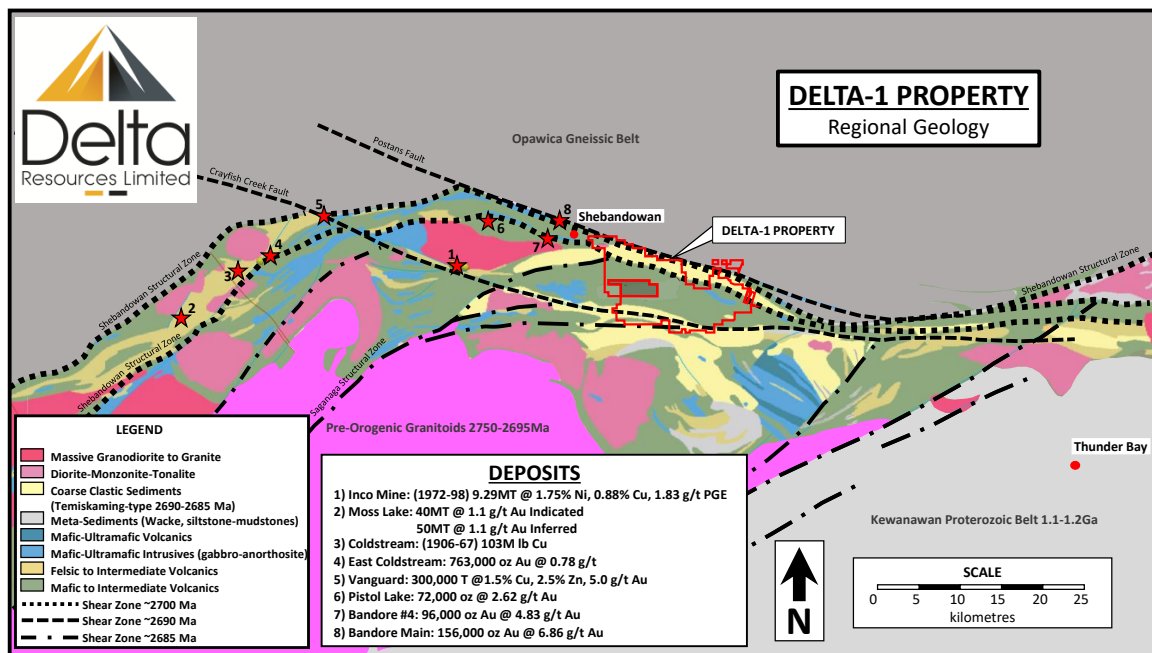 Delta
RESOURCES LIMITED
DELTA-1 PROPERTY
Regional Geology
Opawica Gneissic Belt
Postans Fault
Crayfish Creek Fault
5
8
Shebandowan
6
7
DELTA-1 PROPERTY
4
1
3
2
Shebandowan Structural Zone
Shebandowan Structural Zone
Shebandowan Structural Zone
Saganaga Structural Zone
Pre-Orogenic Granitoids 2750-2695Ma
Thunder Bay
Kewanawan Proterozoic Belt 1.1-1.2Ga
LEGEND
Massive Granodiorite to Granite
Diorite-Monzonite-Tonalite
Coarse Clastic Sediments
(Temiskaming-type 2690-2685 Ma)
Meta-Sediments (Wacke, siltstone-mudstones)
Mafic-Ultramafic Volcanics
Mafic-Ultramafic Intrusives (gabbro-anorthosite)
Felsic to Intermediate Volcanics
Mafic to Intermediate Volcanics
Shear Zone ~2700 Ma
Shear Zone ~2690 Ma
Shear Zone ~2685 Ma
DEPOSITS
1) Inco Mine: (1972-98) 9.29MT @ 1.75% Ni, 0.88% Cu, 1.83 g/t PGE
2) Moss Lake: 40MT @ 1.1 g/t Au Indicated
50MT @ 1.1 g/t Au Inferred
3) Coldstream: (1906-67) 103M lb Cu
4) East Coldstream: 763,000 oz Au @ 0.78 g/t
5) Vanguard: 300,000 T @1.5% Cu, 2.5% Zn, 5.0 g/t Au
6) Pistol Lake: 72,000 oz @ 2.62 g/t Au
7) Bandore #4: 96,000 oz Au @ 4.83 g/t Au
8) Bandore Main: 156,000 oz Au @ 6.86 g/t Au
N
SCALE
0 5 10 15 20 25
kilometres